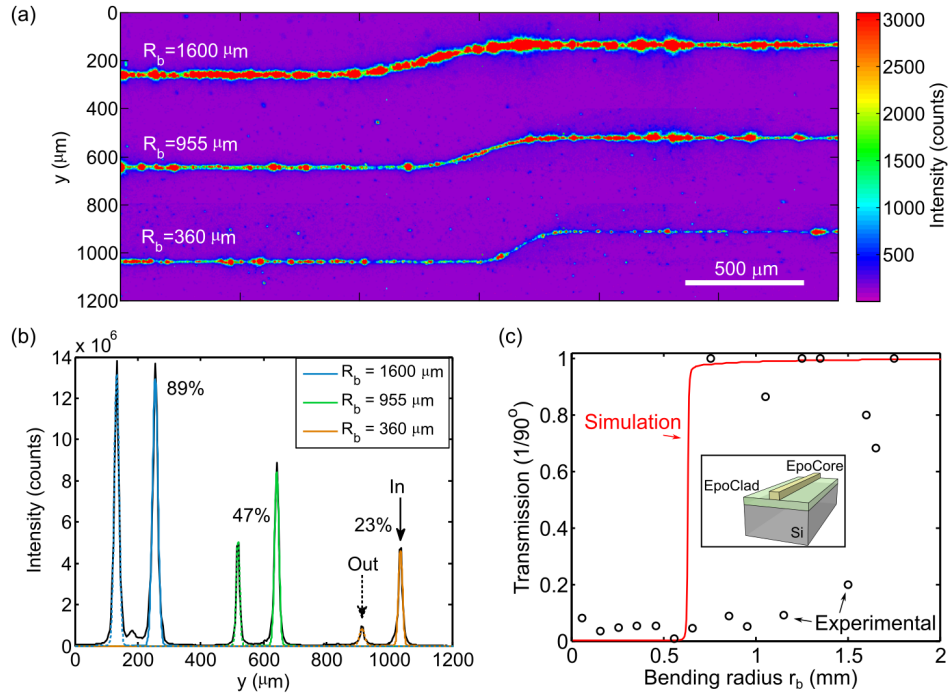 (a)
0
200
400
600
800
1000
1200
y (μm)
R_b=1600 μm
R_b=955 μm
R_b=360 μm
500 μm
3000
2500
2000
1500
1000
500
Intensity (counts)
(b)
× 10^6
14
12
10
8
6
4
2
0
Intensity (counts)
89%
47%
23%
In
Out
R_b = 1600 μm
R_b = 955 μm
R_b = 360 μm
0 200 400 600 800 1000 1200
y (μm)
(c)
1
0.8
0.6
0.4
0.2
0
Transmission (1/90°)
Simulation
EpoCore
EpoClad
Si
Experimental
0 0.5 1 1.5 2
Bending radius r_b (mm)